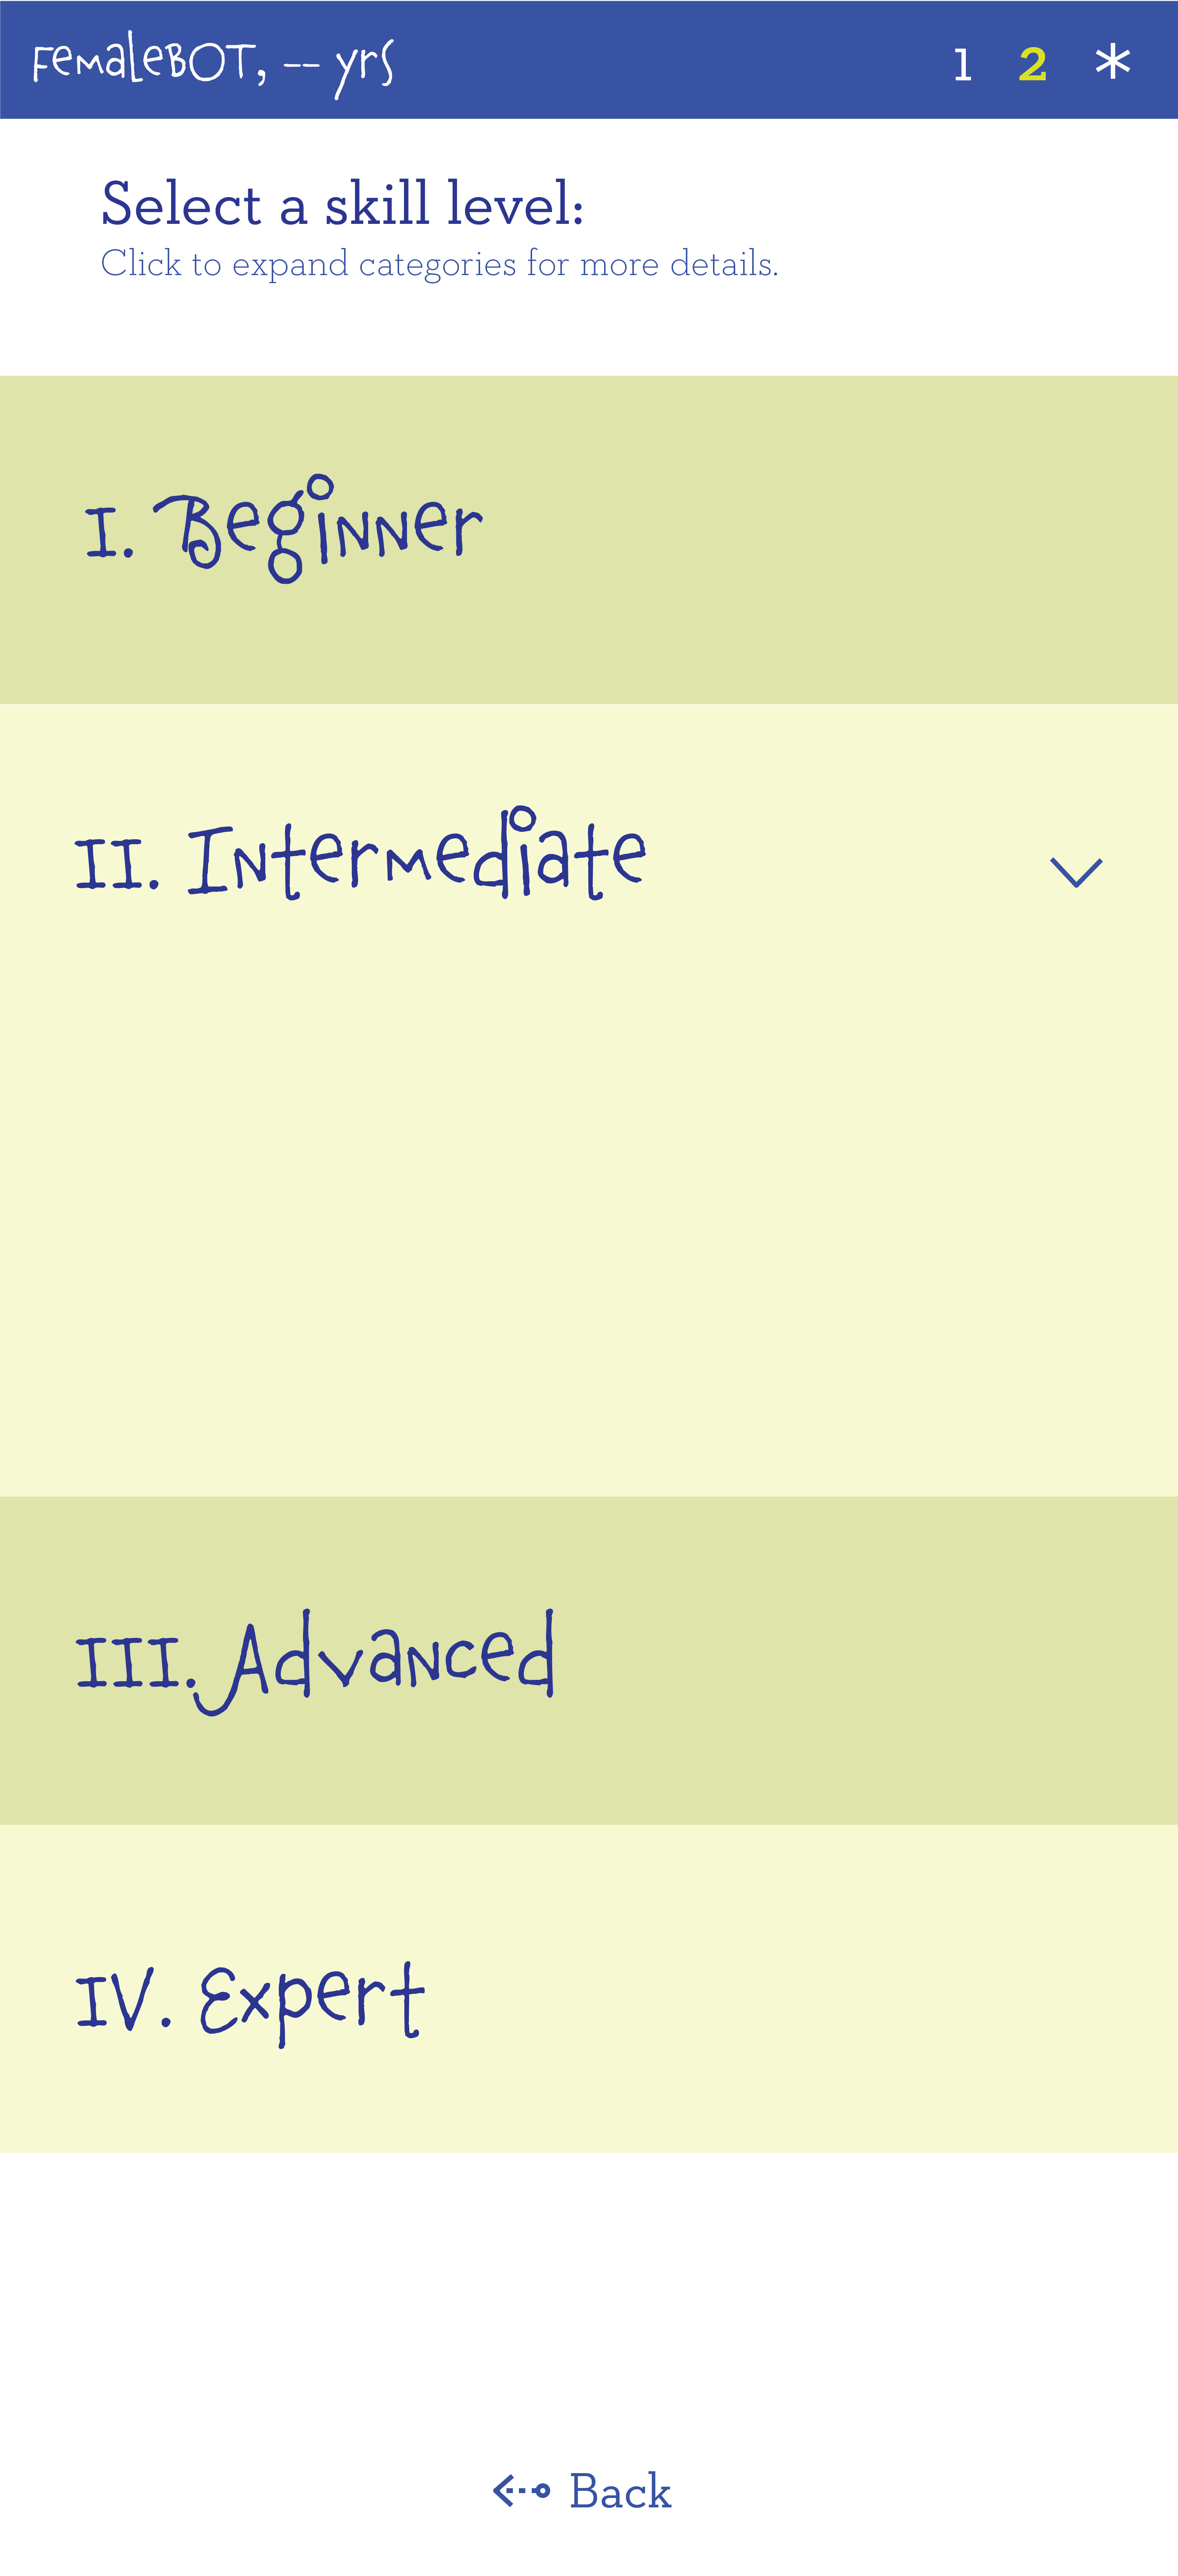 FemaleBOT, -- yrs
1 2 *
Select a skill level:
Click to expand categories for more details.
I. Beginner
II. Intermediate
III. Advanced
IV. Expert
Back